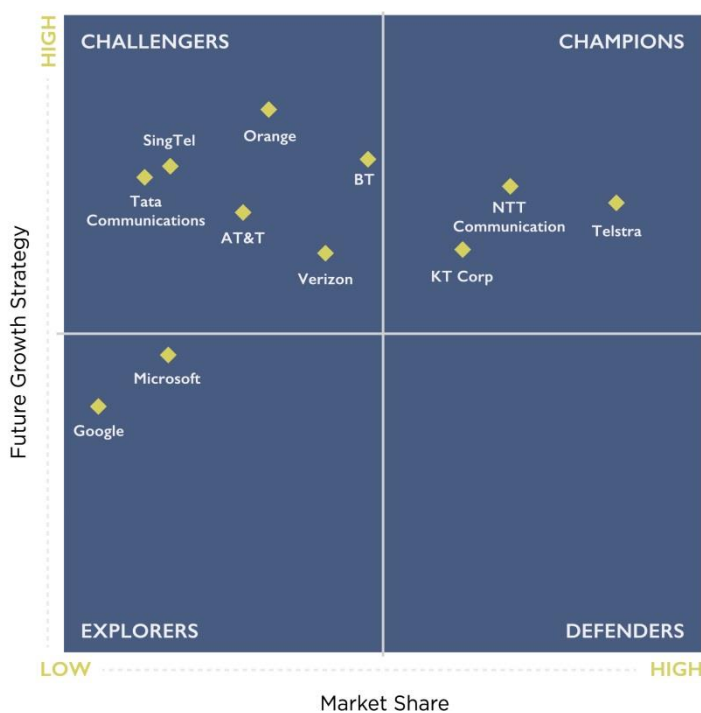 HIGH
CHALLENGERS
CHAMPIONS
Orange
SingTel
BT
Tata
Communications
AT&T
Verizon
NTT
Communication
Telstra
KT Corp
Future Growth Strategy
Microsoft
Google
EXPLORERS
DEFENDERS
LOW
HIGH
Market Share